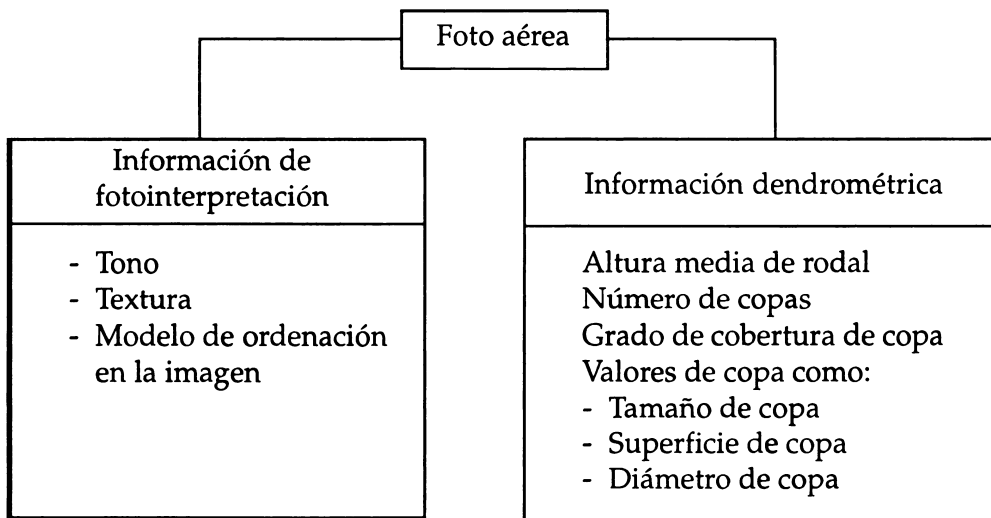 Foto aérea
Información de
fotointerpretación
- Tono
- Textura
- Modelo de ordenación
en la imagen
Información dendrométrica
Altura media de rodal
Número de copas
Grado de cobertura de copa
Valores de copa como:
- Tamaño de copa
- Superficie de copa
- Diámetro de copa